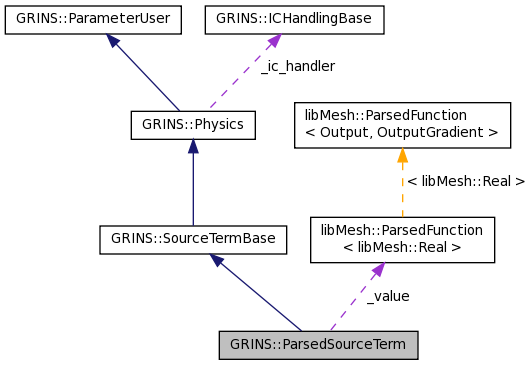 GRINS::ParameterUser
GRINS::ICHandlingBase
_ic_handler
GRINS::Physics
libMesh::ParsedFunction
< Output, OutputGradient >
< libMesh::Real >
GRINS::SourceTermBase
libMesh::ParsedFunction
< libMesh::Real >
_value
GRINS::ParsedSourceTerm